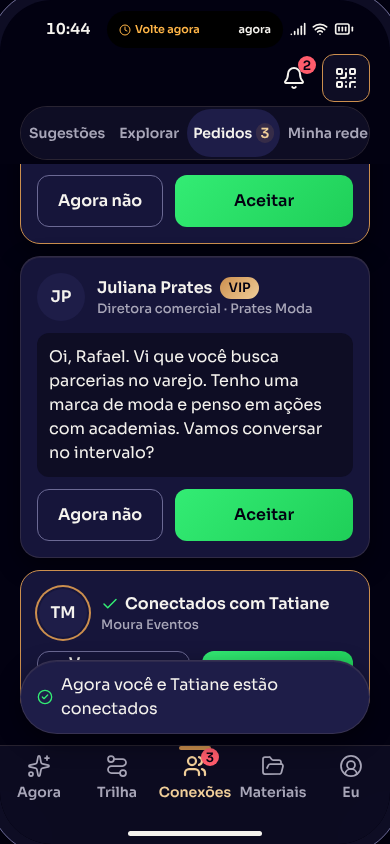 10:44
Volte agora
agora
2
Sugestões
Explorar
Pedidos 3
Minha rede
Agora não
Aceitar
JP
Juliana Prates VIP
Diretora comercial · Prates Moda
Oi, Rafael. Vi que você busca
parcerias no varejo. Tenho uma
marca de moda e penso em ações
com academias. Vamos conversar
no intervalo?
Agora não
Aceitar
TM
Conectados com Tatiane
Moura Eventos
Agora você e Tatiane estão
conectados
3
Agora
Trilha
Conexões
Materiais
Eu